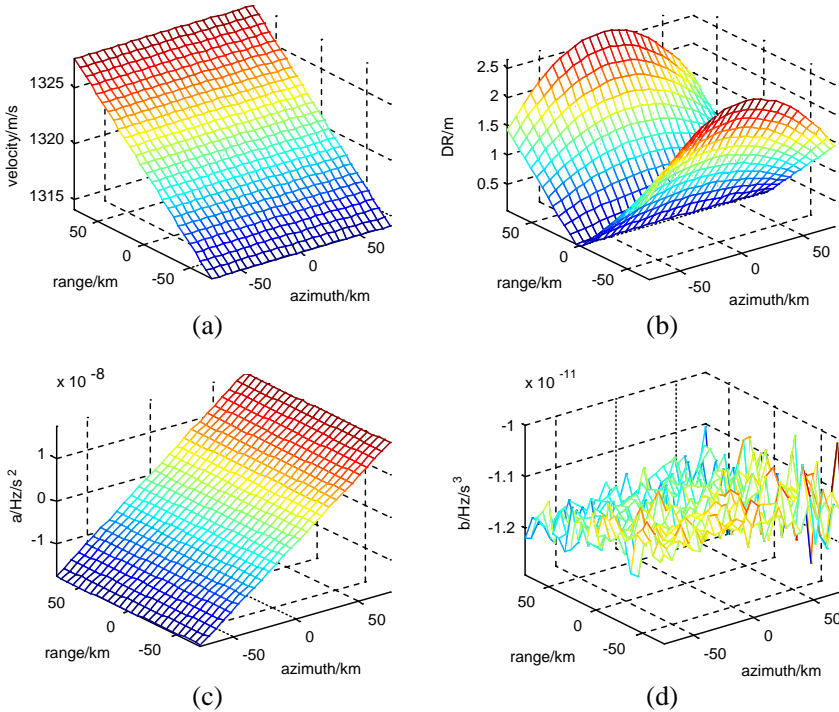 velocity/m/s
1325
1320
1315
50
0
-50
range/km
-50
0
50
azimuth/km
(a)
DR/m
2.5
2
1.5
1
0.5
50
0
-50
range/km
-50
0
50
azimuth/km
(b)
x 10 -8
a/Hz/s2
1
0
-1
50
0
-50
range/km
-50
0
50
azimuth/km
(c)
x 10 -11
b/Hz/s3
-1
-1.1
-1.2
50
0
-50
range/km
-50
0
50
azimuth/km
(d)